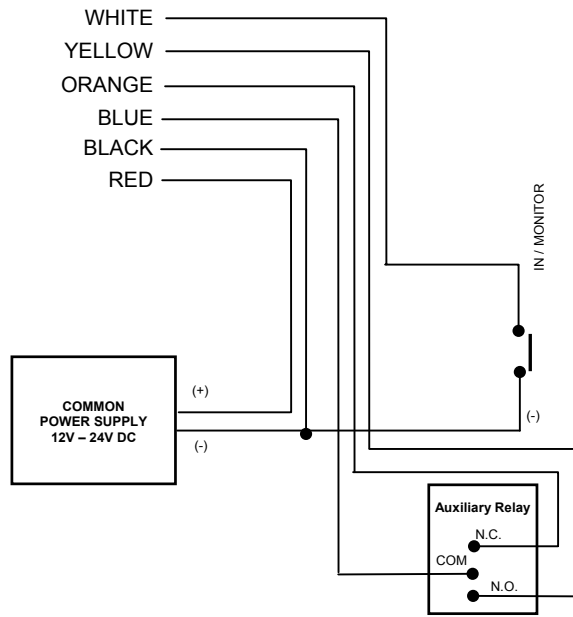 WHITE
YELLOW
ORANGE
BLUE
BLACK
RED
IN / MONITOR
(+)
COMMON
POWER SUPPLY
12V – 24V DC
(-)
(-)
Auxiliary Relay
N.C.
COM
N.O.